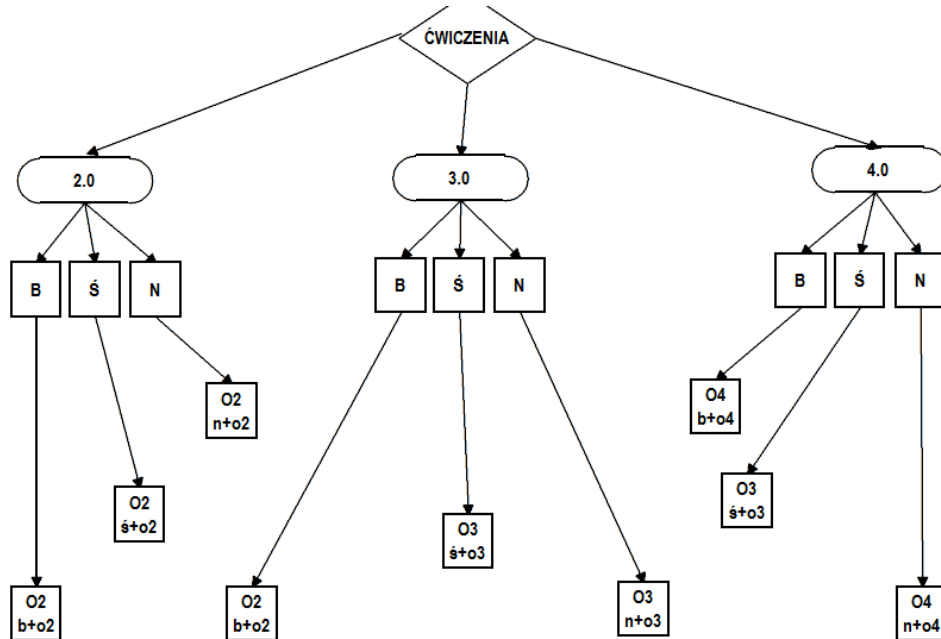 ĆWICZENIA
2.0
3.0
4.0
B
Ś
N
B
Ś
N
B
Ś
N
O2
n+o2
O4
b+o4
O2
ś+o2
O3
ś+o3
O3
ś+o3
O2
b+o2
O2
b+o2
O3
n+o3
O4
n+o4